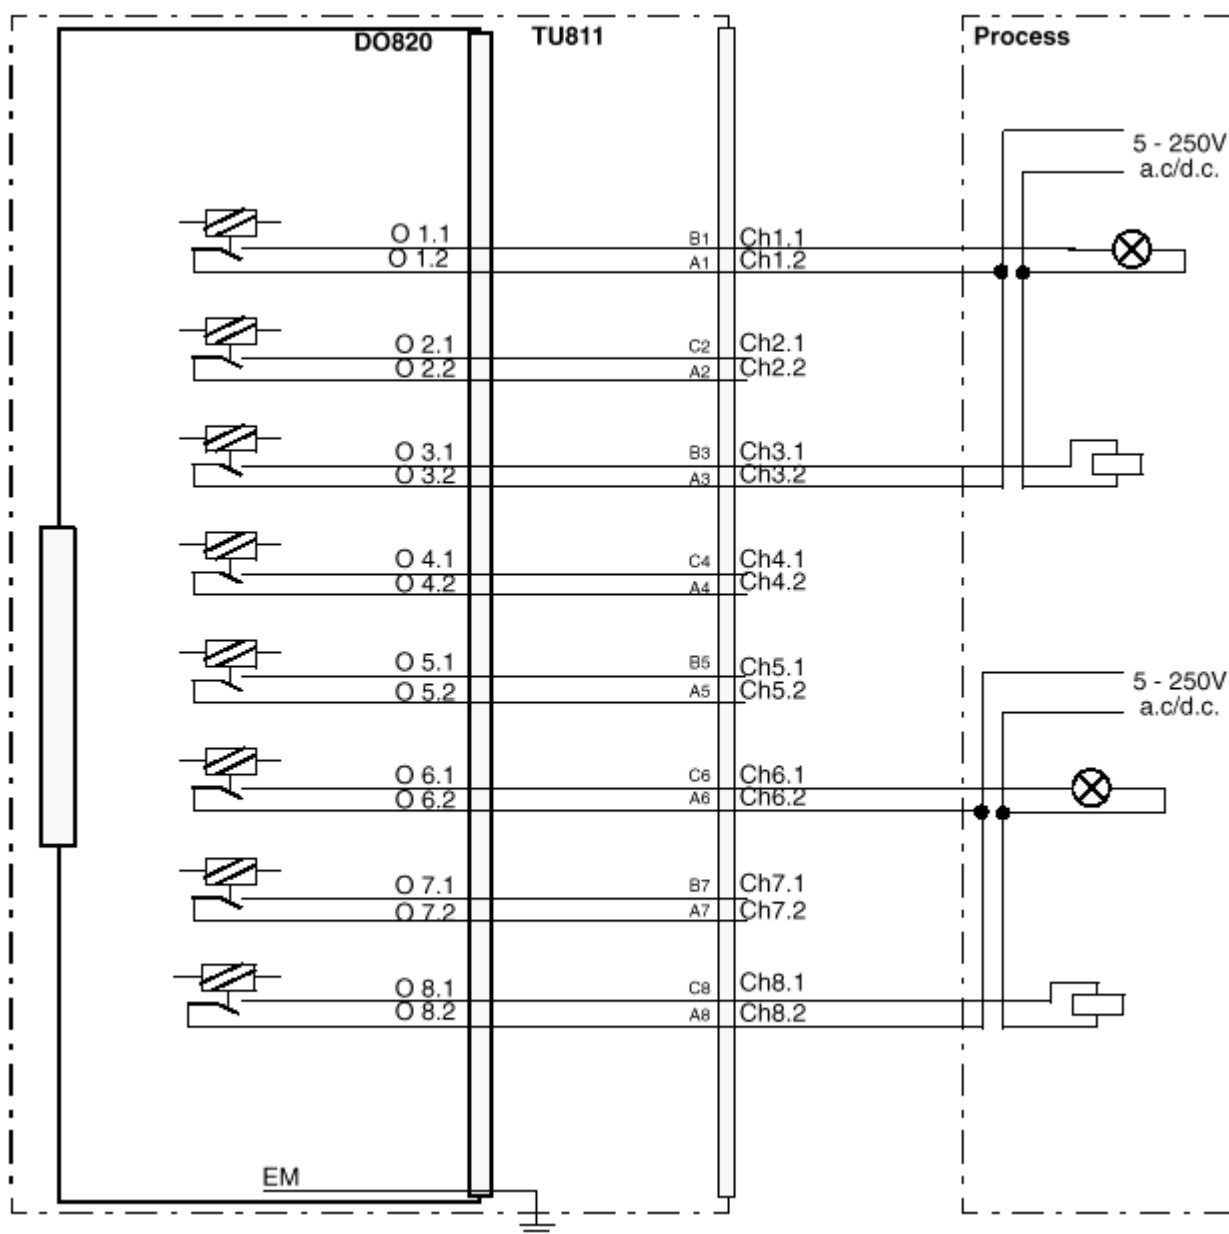 DO820
TU811
Process
5 - 250V
a.c/d.c.
O 1.1
B1
Ch1.1
O 1.2
A1
Ch1.2
O 2.1
C2
Ch2.1
O 2.2
A2
Ch2.2
O 3.1
B3
Ch3.1
O 3.2
A3
Ch3.2
O 4.1
C4
Ch4.1
O 4.2
A4
Ch4.2
O 5.1
B5
Ch5.1
O 5.2
A5
Ch5.2
5 - 250V
a.c/d.c.
O 6.1
C6
Ch6.1
O 6.2
A6
Ch6.2
O 7.1
B7
Ch7.1
O 7.2
A7
Ch7.2
O 8.1
C8
Ch8.1
O 8.2
A8
Ch8.2
EM